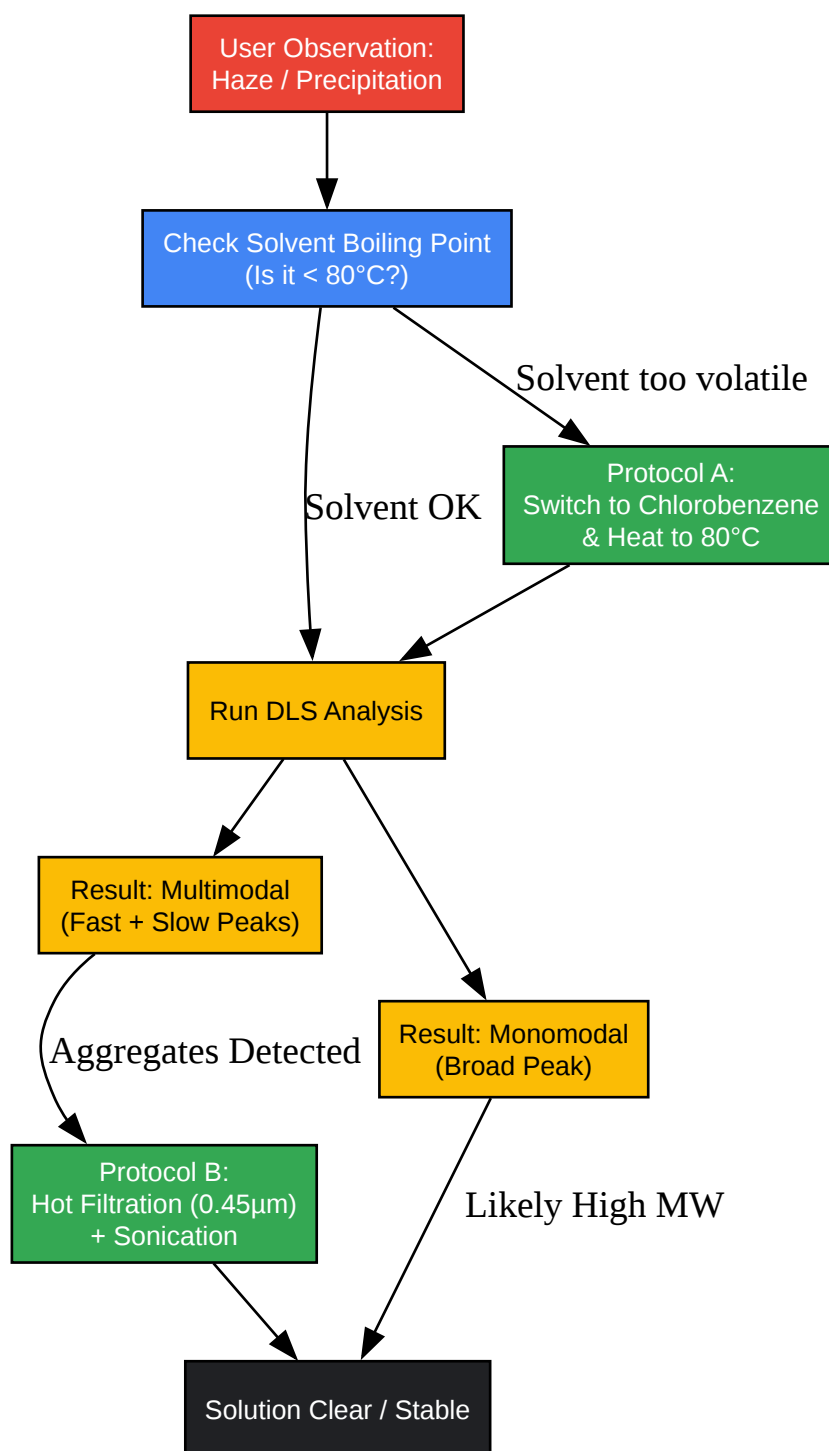 User Observation:
Haze / Precipitation
Check Solvent Boiling Point
(Is it < 80°C?)
Solvent too volatile
Protocol A:
Switch to Chlorobenzene
& Heat to 80°C
Solvent OK
Run DLS Analysis
Result: Multimodal
(Fast + Slow Peaks)
Result: Monomodal
(Broad Peak)
Aggregates Detected
Protocol B:
Hot Filtration (0.45µm)
+ Sonication
Likely High MW
Solution Clear / Stable